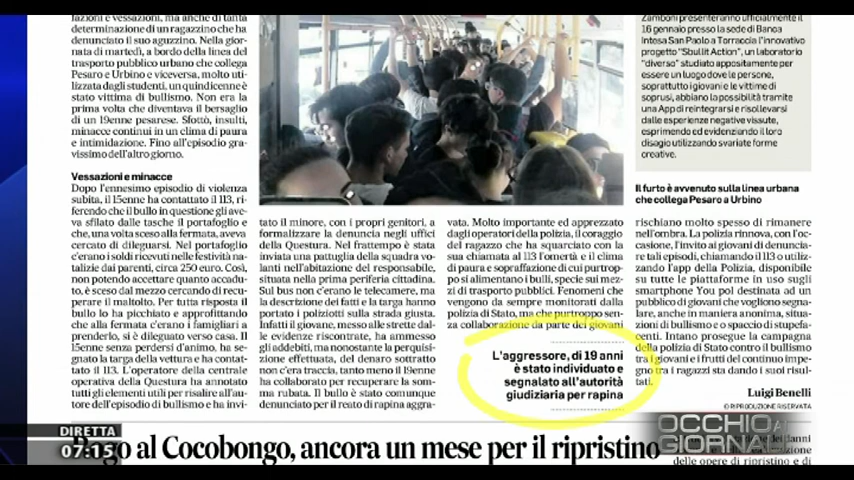 fazioni e vessazioni, ma anche di tanta
determinazione di un ragazzino che ha
denunciato il suo aguzzino. Nella gior-
nata di martedì, a bordo della linea del
trasporto pubblico urbano che collega
Pesaro e Urbino e viceversa, molto uti-
lizzata dagli studenti, un quindicenne è
stato vittima di bullismo. Non era la
prima volta che diventava il bersaglio
di un 19enne pesarese. Sfottò, insulti,
minacce continui in un clima di paura
e intimidazione. Fino all'episodio gra-
vissimo dell'altro giorno.
Vessazioni e minacce
Dopo l'ennesimo episodio di violenza
subita, il 15enne ha contattato il 113, ri-
ferendo che il bullo in questione gli ave-
va sfilato dalle tasche il portafoglio e
che, una volta sceso alla fermata, aveva
cercato di dileguarsi. Nel portafoglio
c'erano i soldi ricevuti nelle festività na-
talizie dai parenti, circa 250 euro. Così,
non potendo accettare quanto accadu-
to, è sceso dal mezzo cercando di recu-
perare il maltolto. Per tutta risposta il
bullo lo ha picchiato e approfittando
che alla fermata c'erano i famigliari a
prenderlo, si è dileguato verso casa. Il
15enne senza perdersi d'animo, ha se-
gnato la targa della vettura e ha contat-
tato il 113. L'operatore della centrale
operativa della Questura ha annotato
tutti gli elementi utili per risalire all'au-
tore dell'episodio di bullismo e ha invi-
tato il minore, con i propri genitori, a
formalizzare la denuncia negli uffici
della Questura. Nel frattempo è stata
inviata una pattuglia della squadra vo-
lanti nell'abitazione del responsabile,
situata nella prima periferia cittadina.
Sul bus non c'erano le telecamere, ma
la descrizione dei fatti e la targa hanno
portato i poliziotti sulla strada giusta.
Infatti il giovane, messo alle strette dal-
le evidenze riscontrate, ha ammesso
gli addebiti, ma nonostante la perqui-
sizione effettuata, del denaro sottratto
non c'era traccia, tanto meno il 19enne
ha collaborato per recuperare la som-
ma rubata. Il bullo è stato comunque
denunciato per il reato di rapina aggra-
vata. Molto importante ed apprezzato
dagli operatori della polizia, il coraggio
del ragazzo che ha squarciato con la
sua chiamata al 113 l'omertà e il clima
di paura e sopraffazione di cui purtrop-
po si alimentano i bulli, specie sui mez-
zi di trasporto pubblici. Fenomeni che
vengono da sempre monitorati dalla
polizia di Stato, ma che purtroppo sen-
za collaborazione da parte dei giovani
L'aggressore, di 19 anni
è stato individuato e
segnalato all'autorità
giudiziaria per rapina
Zamboni presenteranno ufficialmente il
16 gennaio presso la sede di Banca
Intesa San Paolo a Torraccia l'innovativo
progetto "Sbullit Action", un laboratorio
"diverso" studiato appositamente per
essere un luogo dove le persone,
soprattutto i giovani e le vittime di
soprusi, abbiano la possibilità tramite
una App di reintegrarsi e risollevarsi
dalle esperienze negative vissute,
esprimendo ed evidenziando il loro
disagio utilizzando svariate forme
creative.
Il furto è avvenuto sulla linea urbana
che collega Pesaro a Urbino
rischiano molto spesso di rimanere
nell'ombra. La polizia rinnova, con l'oc-
casione, l'invito ai giovani di denuncia-
re tali episodi, chiamando il 113 o utiliz-
zando l'app della Polizia, disponibile
su tutte le piattaforme in uso sugli
smartphone You pol destinata ad un
pubblico di giovani che vogliono segna-
lare, anche in maniera anonima, situa-
zioni di bullismo o spaccio di stupefa-
centi. Intano prosegue la campagna
della polizia di Stato contro il bullismo
tra i giovani e i frutti del continuo impe-
gno tra i ragazzi sta dando i suoi risul-
tati.
Luigi Benelli
© RIPRODUZIONE RISERVATA
DIRETTA
07:15
Rogo al Cocobongo, ancora un mese per il ripristino
OCCHIO AI
GIORNALI
delle opere di ripristino e di